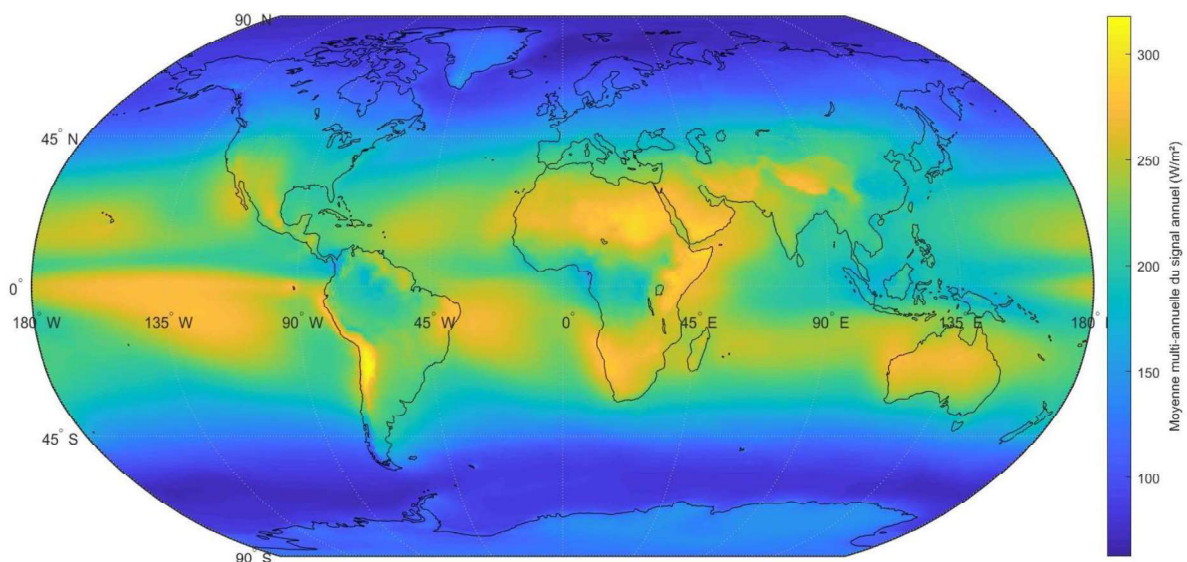 90° N
45° N
0°
180° W
135° W
90° W
45° W
0°
45° E
90° E
180°
45° S
90° S
300
250
200
150
100
Moyenne multi-annuelle du signal annuel (W/m²)